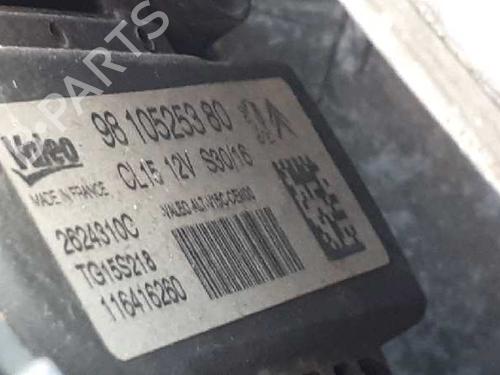 PARTS
Valeo
98 105253 80
MADE IN FRANCE
CL15 12V S30/16
2624310C
TG15S218
116416260